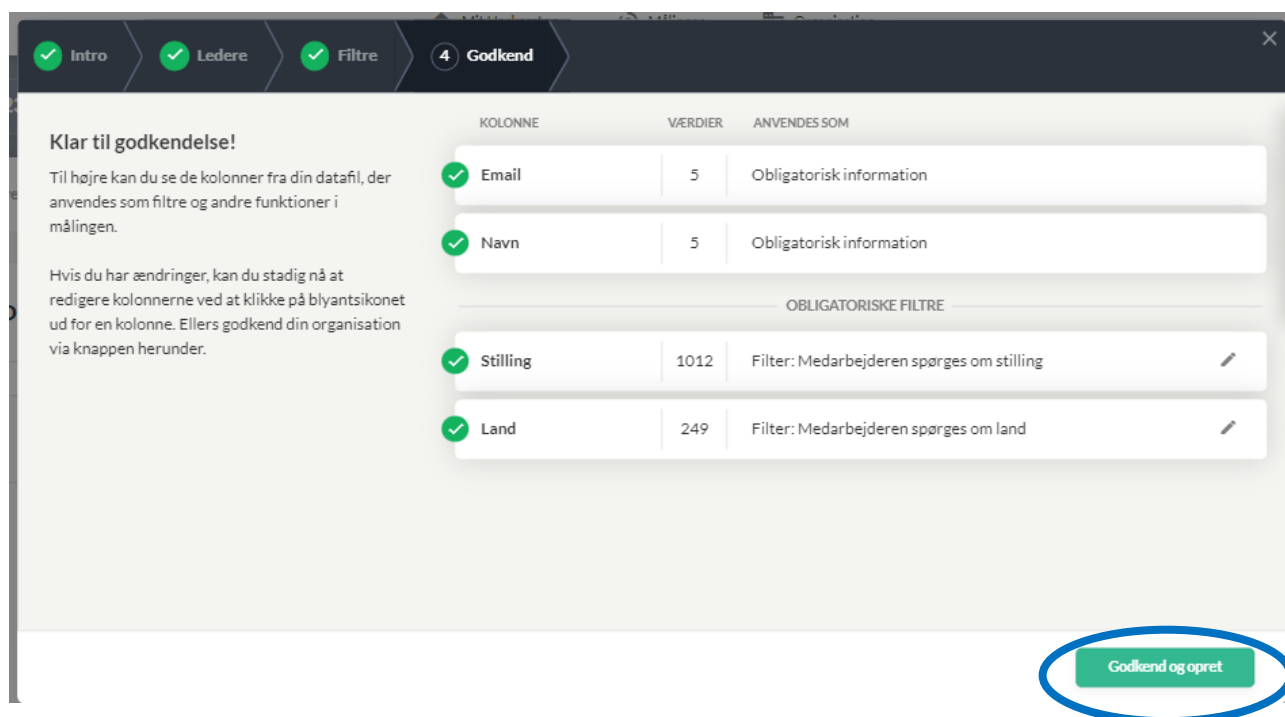 Intro
Ledere
Filtre
4 Godkend
Klar til godkendelse!
Til højre kan du se de kolonner fra din datafil, der
anvendes som filtre og andre funktioner i
målingen.
Hvis du har ændringer, kan du stadig nå at
redigere kolonnerne ved at klikke på blyantsikonet
ud for en kolonne. Ellers godkend din organisation
via knappen herunder.
KOLONNE VÆRDIER ANVENDES SOM
Email 5 Obligatorisk information
Navn 5 Obligatorisk information
OBLIGATORISKE FILTRE
Stilling 1012 Filter: Medarbejderen spørges om stilling
Land 249 Filter: Medarbejderen spørges om land
Godkend og opret